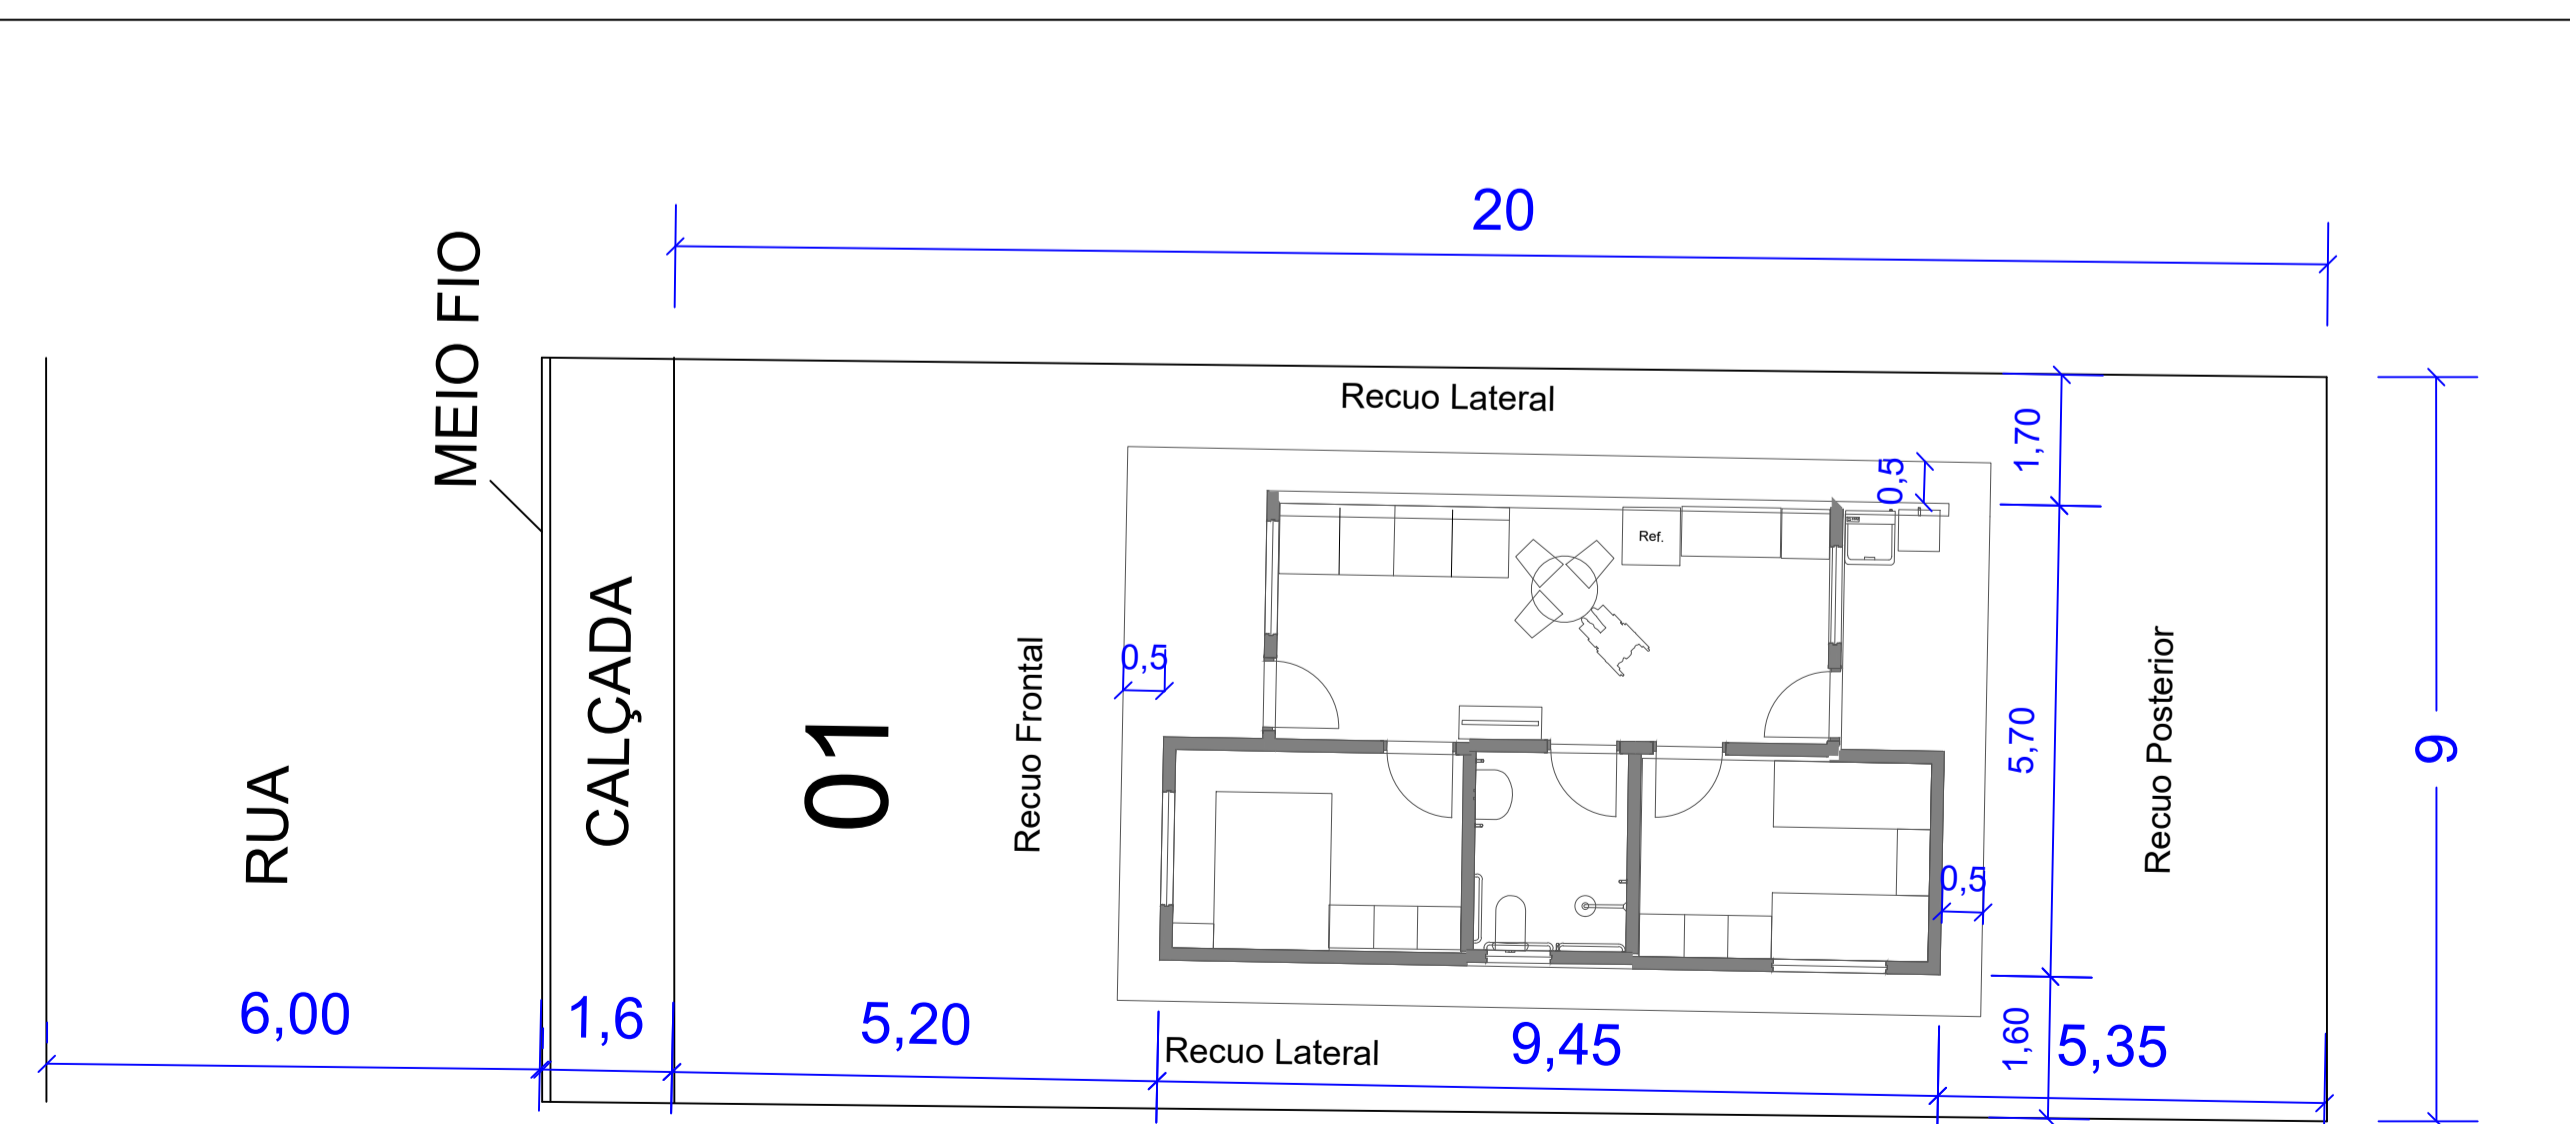 20
MEIO FIO
Recuo Lateral
1,70
0,5
Ref.
CALÇADA
0,5
Recuo Frontal
01
RUA
5,70
Recuo Posterior
9
0,5
6,00
1,6
5,20
Recuo Lateral
9,45
1,60
5,35